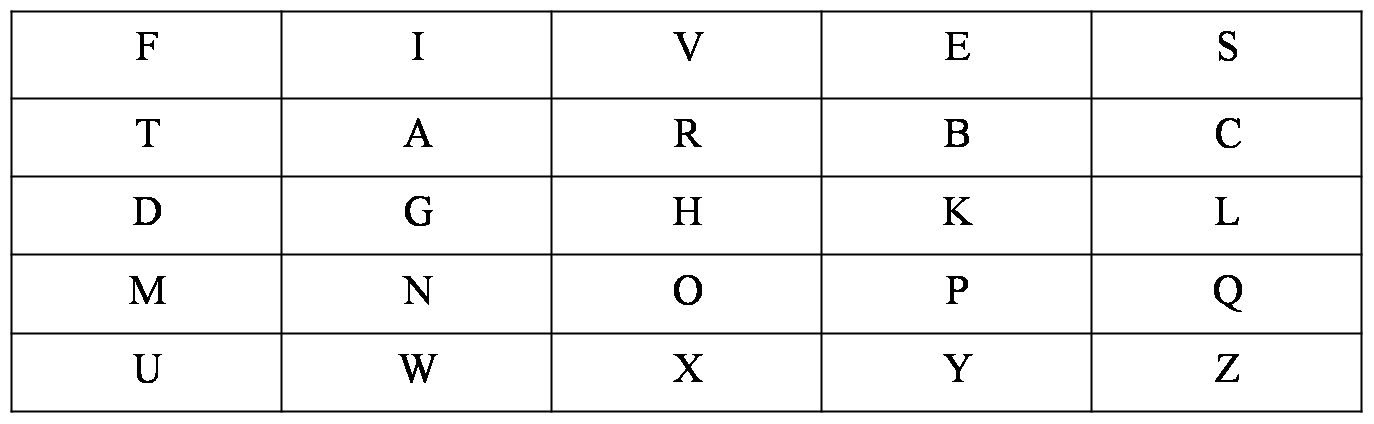 F I V E S
T A R B C
D G H K L
M N O P Q
U W X Y Z